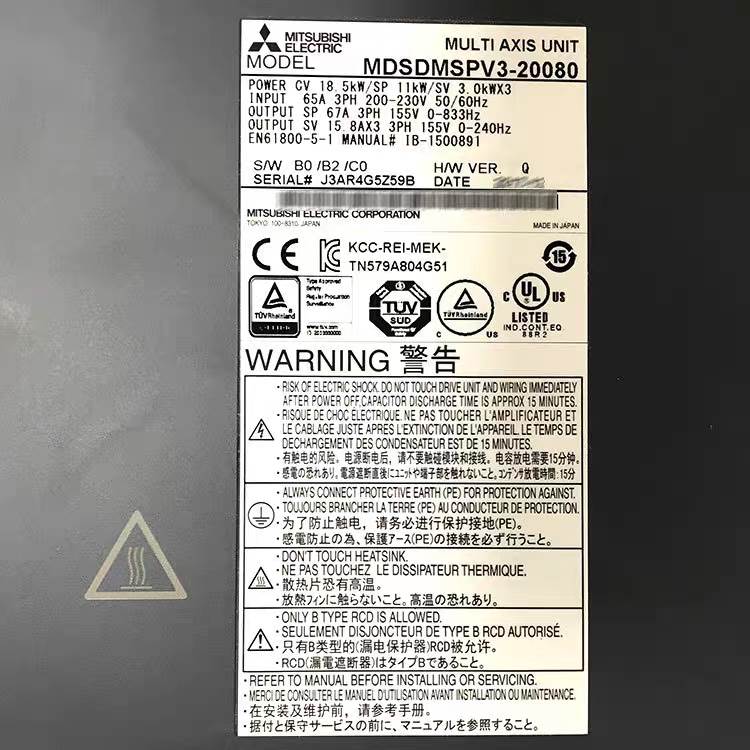 MITSUBISHI
ELECTRIC
MULTI AXIS UNIT
MODEL MDSDMSPV3-20080
POWER CV 18.5kW/SP 11kW/SV 3.0kWX3
INPUT 65A 3PH 200-230V 50/60Hz
OUTPUT SP 67A 3PH 155V 0-833Hz
OUTPUT SV 15.8AX3 3PH 155V 0-240Hz
EN61800-5-1 MANUAL# IB-1500891
S/W B0 /B2 /C0 H/W VER. Q
SERIAL# J3AR4G5Z59B DATE
MITSUBISHI ELECTRIC CORPORATION
TOKYO 100-8310, JAPAN MADE IN JAPAN
CE KCC-REI-MEK-
TN579A804G51
15
TÜVRheinland
Type Approved
Safety
Regular Production
Surveillance
www.tuv.com
TÜV
SÜD
TÜVRheinland
C US
C UL US
LISTED
IND.CONT.EQ
88R2
WARNING 警告
・RISK OF ELECTRIC SHOCK. DO NOT TOUCH DRIVE UNIT AND WIRING IMMEDIATELY
AFTER POWER OFF,CAPACITOR DISCHARGE TIME IS APPROX 15 MINUTES.
・RISQUE DE CHOC ELECTRIQUE. NE PAS TOUCHER L'AMPLIFICATEUR ET
LE CABLAGE JUSTE APRES L'EXTINCTION DE L'APPAREIL. LE TEMPS DE
DECHARGEMENT DES CONDENSATEUR EST DE 15 MINUTES.
・有触电的风险。电源断电后,请不要触碰模块和接线。电容放电需要15分钟。
・感電の恐れあり。電源遮断直後にユニットや端子部を触れないこと。コンデンサ放電時間:15分
・ALWAYS CONNECT PROTECTIVE EARTH (PE) FOR PROTECTION AGAINST.
・TOUJOURS BRANCHER LA TERRE (PE) AU CONDUCTEUR DE PROTECTION.
・为了防止触电，请务必进行保护接地(PE)。
・感電防止の為、保護アース(PE)の接続を必ず行うこと。
・DON'T TOUCH HEATSINK.
・NE PAS TOUCHEZ LE DISSIPATEUR THERMIQUE.
・散热片恐有高温。
・放熱フィンに触らないこと。高温の恐れあり。
・ONLY B TYPE RCD IS ALLOWED.
・SEULEMENT DISJONCTEUR DE TYPE B RCD AUTORISÉ.
・只有B类型的(漏电保护器)RCD被允许。
・RCD(漏電遮断器)はタイプBであること。
・REFER TO MANUAL BEFORE INSTALLING OR SERVICING.
・MERCI DE CONSULTER LE MANUEL D'UTILISATION AVANT INSTALLATION OU MAINTENANCE.
・在安装及维护前，请参考手册。
・据付と保守サービスの前に、マニュアルを参照すること。